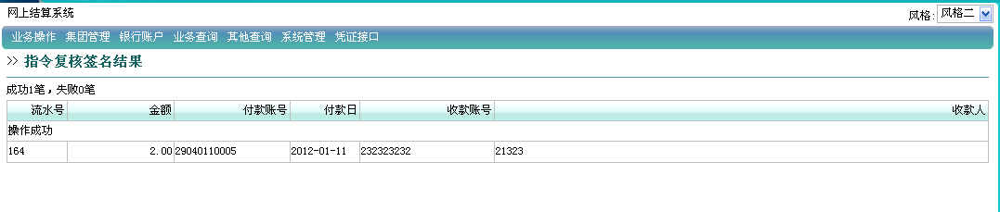 网上结算系统
风格: 风格二
业务操作 集团管理 银行账户 业务查询 其他查询 系统管理 凭证接口
>> 指令复核签名结果
成功1笔，失败0笔
流水号 金额 付款账号 付款日 收款账号 收款人
操作成功
164 2.00 29040110005 2012-01-11 232323232 21323